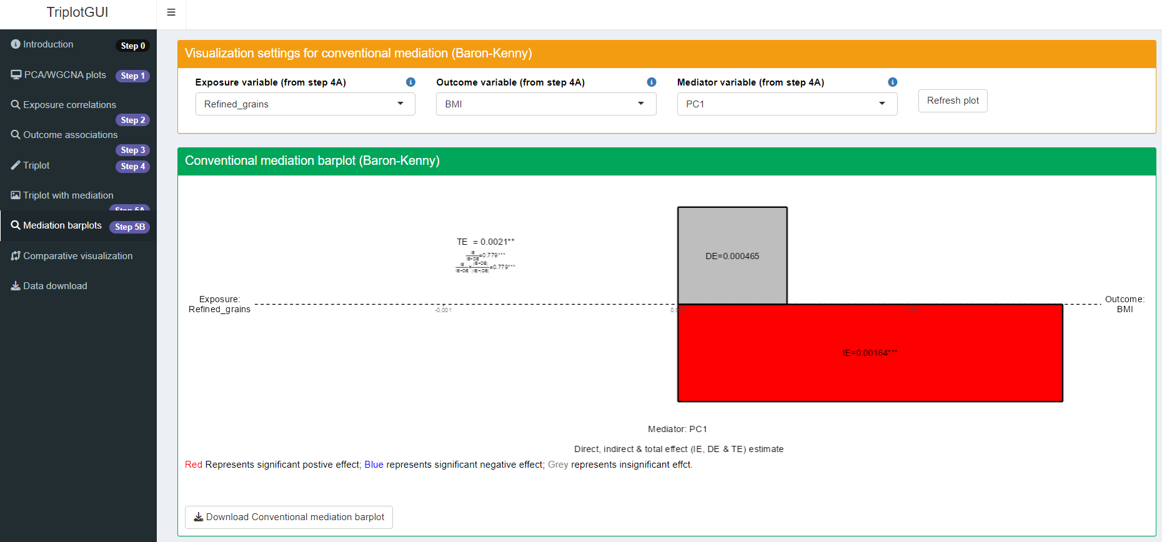 TriplotGUI
Introduction
Step 0
PCA/WGCNA plots
Step 1
Exposure correlations
Step 2
Outcome associations
Step 3
Triplot
Step 4
Triplot with mediation
Step 5A
Mediation barplots
Step 5B
Comparative visualization
Data download
Visualization settings for conventional mediation (Baron-Kenny)
Exposure variable (from step 4A)
Outcome variable (from step 4A)
Mediator variable (from step 4A)
Refined_grains
BMI
PC1
Refresh plot
Conventional mediation barplot (Baron-Kenny)
TE = 0.0021**
=0.779***
=0.779***
DE=0.000465
Exposure:
Refined_grains
-0.001
Outcome:
BMI
IE=0.00164***
Mediator: PC1
Direct, indirect & total effect (IE, DE & TE) estimate
Red Represents significant postive effect; Blue represents significant negative effect; Grey represents insignificant effct.
Download Conventional mediation barplot